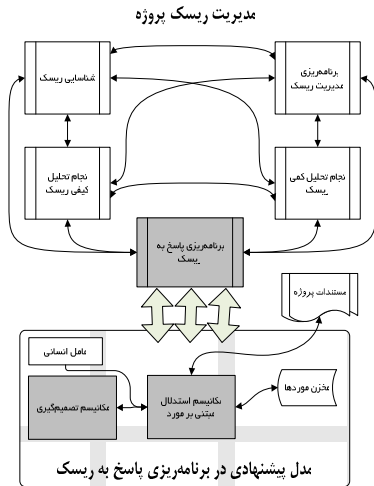 مدیریت ریسک پروژه
برنامه‌ریزی
مدیریت ریسک
شناسایی ریسک
نجام تحلیل کمی
ریسک
نجام تحلیل
کیفی ریسک
برنامه‌ریزی پاسخ به
ریسک
مستندات پروژه
عامل انسانی
مکانیسم تصمیم‌گیری
مکانیسم استدلال
مبتنی بر مورد
مخزن موردها
مدل پیشنهادی در برنامه‌ریزی پاسخ به ریسک